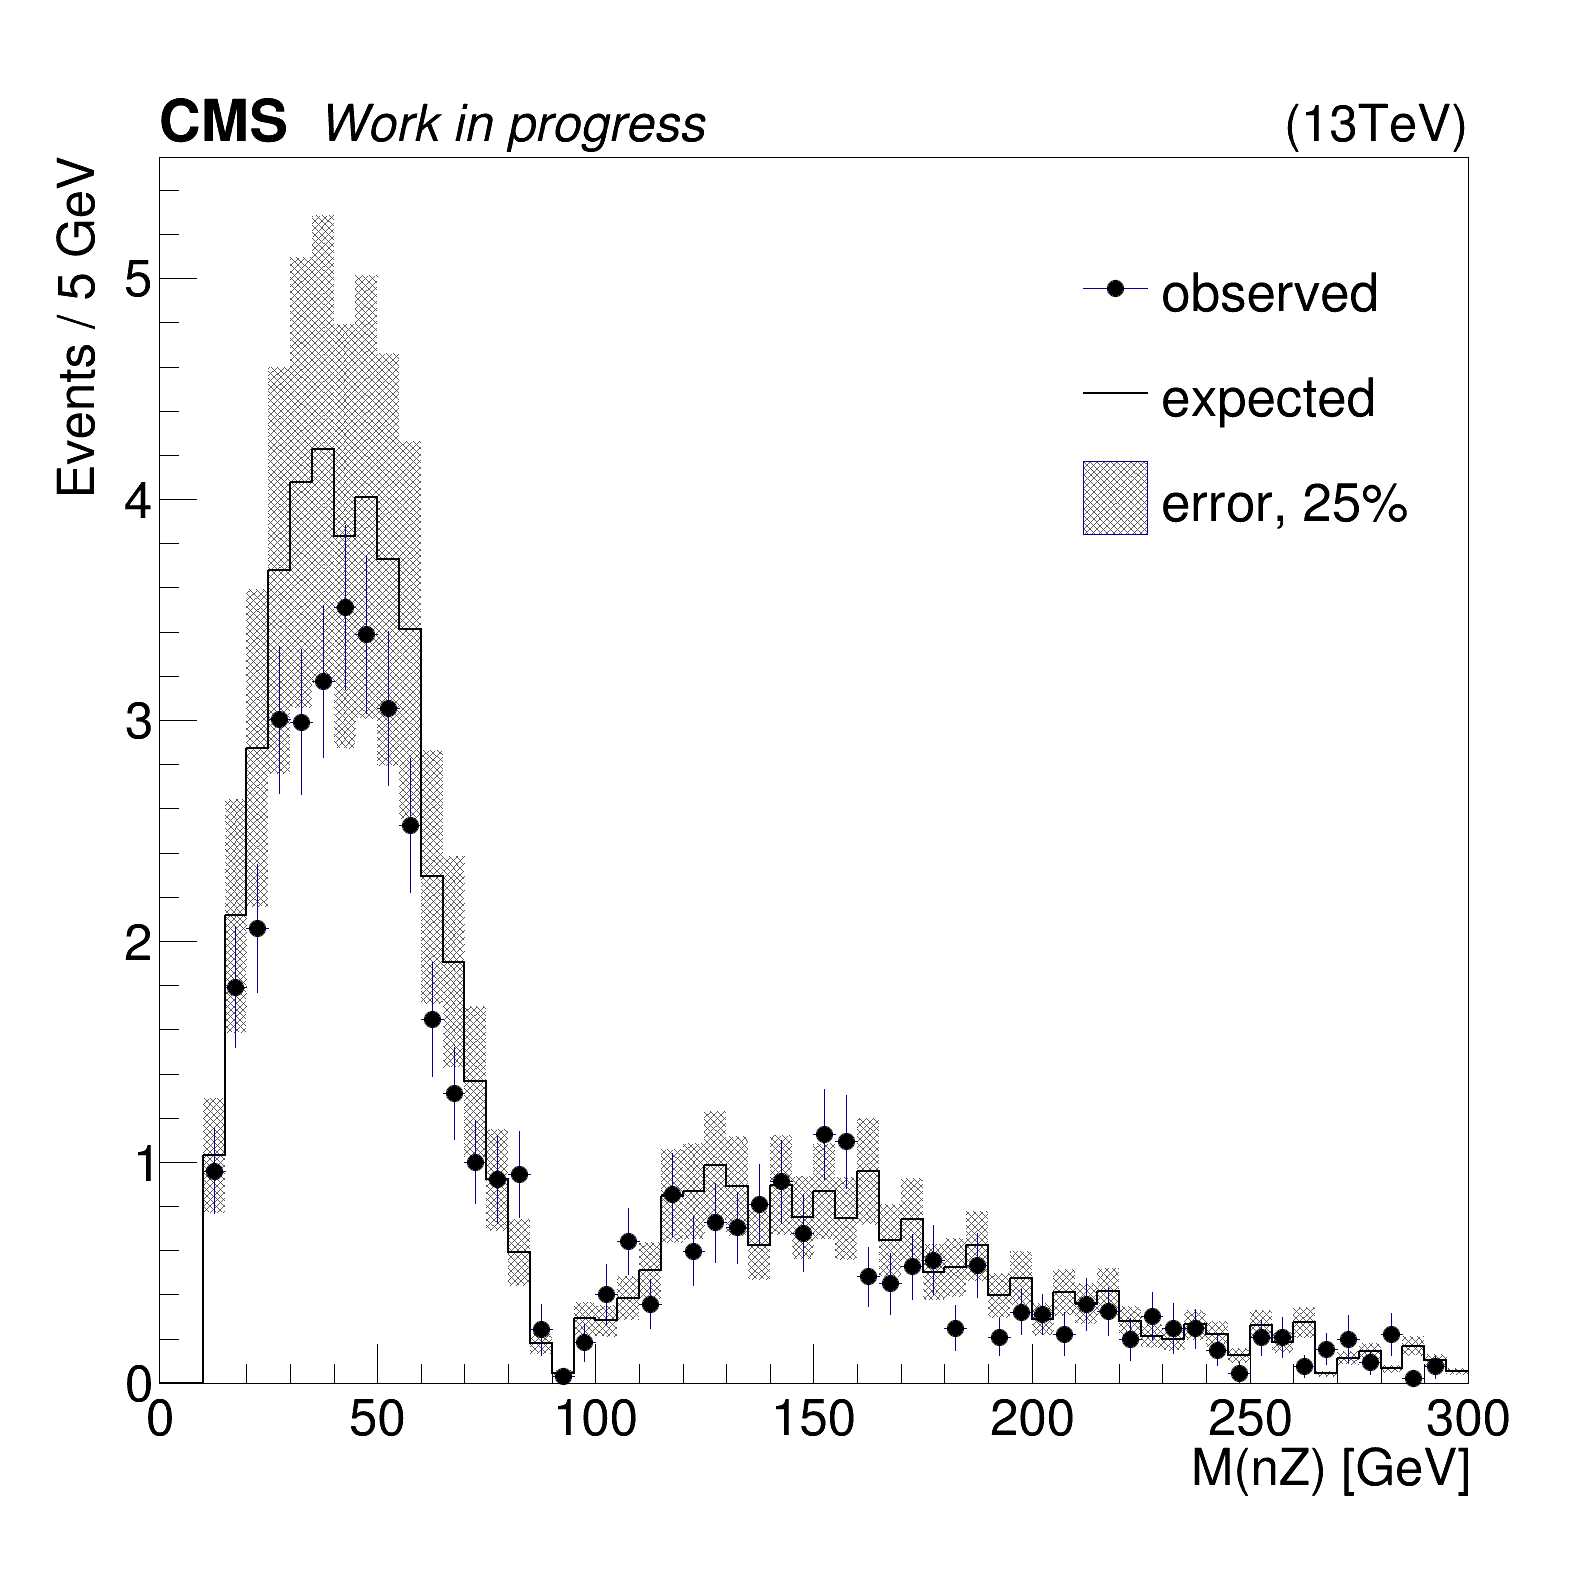 CMS Work in progress (13TeV)
Events / 5 GeV
5
4
3
2
1
0
observed
expected
error, 25%
0 50 100 150 200 250 300
M(nZ) [GeV]